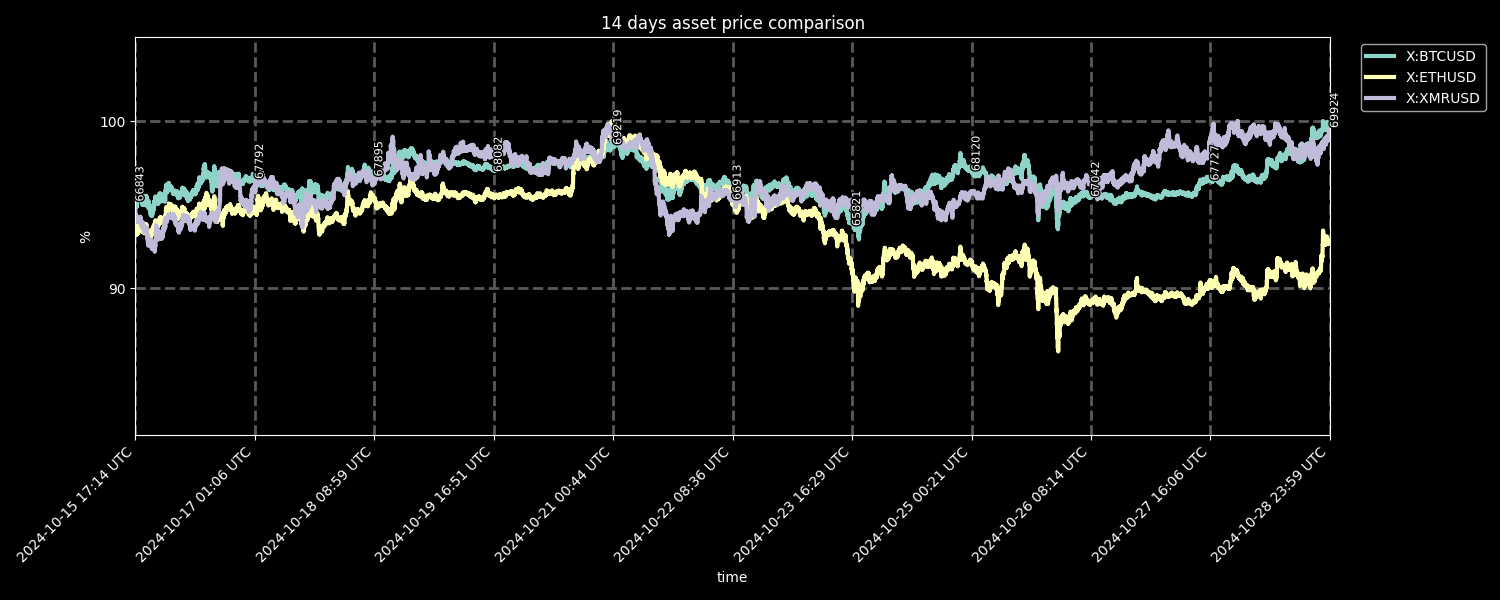 14 days asset price comparison
X:BTCUSD
X:ETHUSD
X:XMRUSD
100
90
%
66843
67792
67895
68082
69219
66913
65821
68120
67042
67727
69924
2024-10-15 17:14 UTC
2024-10-17 01:06 UTC
2024-10-18 08:59 UTC
2024-10-19 16:51 UTC
2024-10-21 00:44 UTC
2024-10-22 08:36 UTC
2024-10-23 16:29 UTC
2024-10-25 00:21 UTC
2024-10-26 08:14 UTC
2024-10-27 16:06 UTC
2024-10-28 23:59 UTC
time